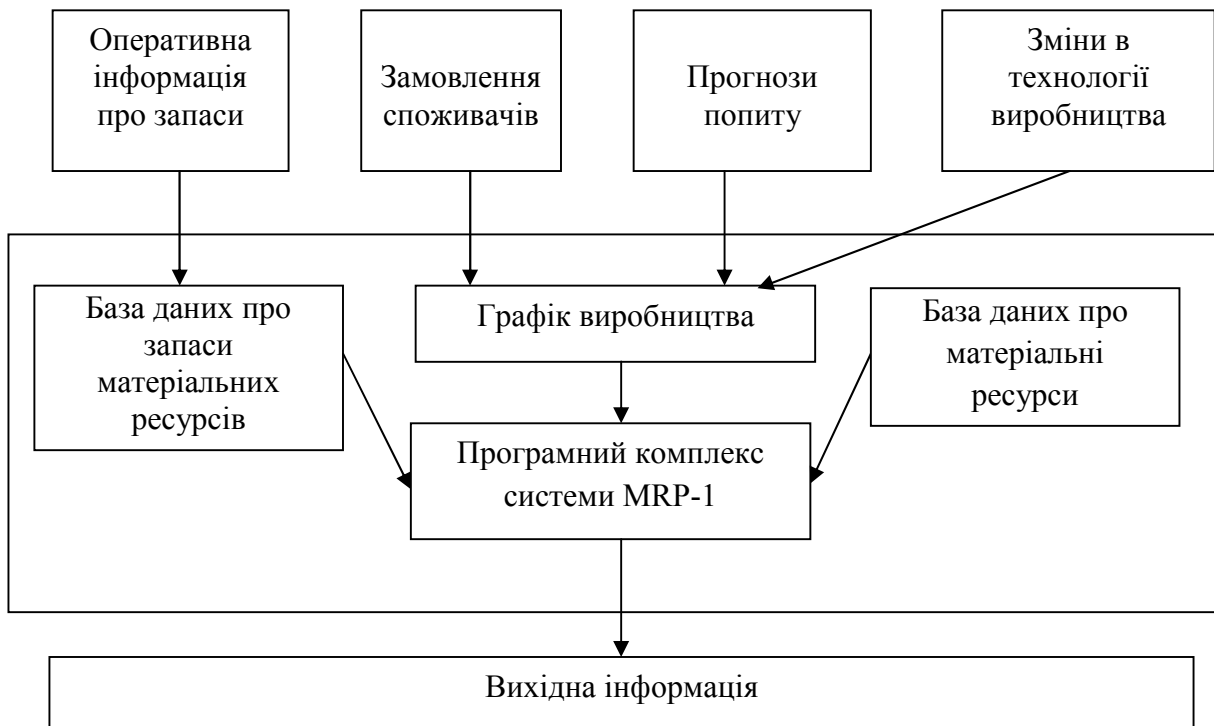 Оперативна
інформація
про запаси
Замовлення
споживачів
Прогнози
попиту
Зміни в
технології
виробництва
База даних про
запаси
матеріальних
ресурсів
Графік виробництва
База даних про
матеріальні
ресурси
Програмний комплекс
системи MRP-1
Вихідна інформація